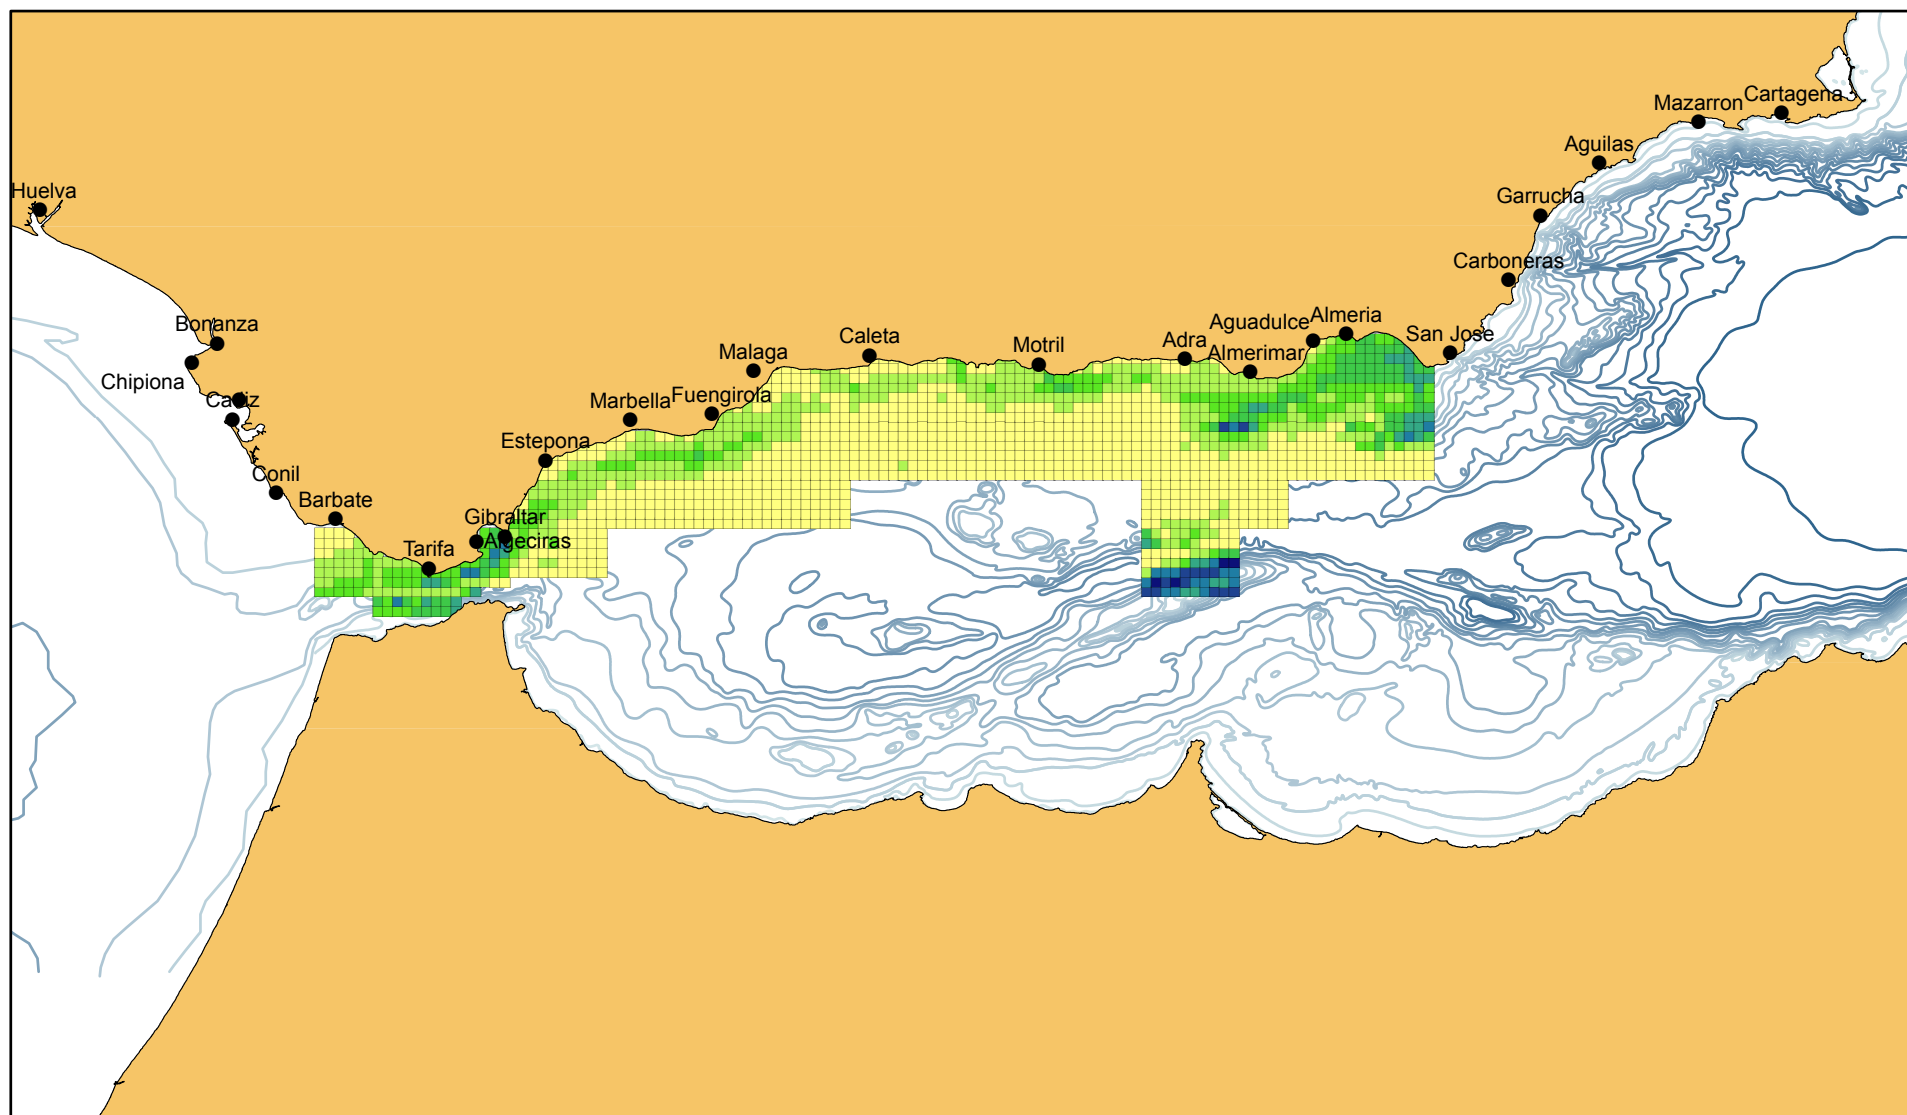 Cartagena
Mazarron
Aguilas
Huelva
Garrucha
Carboneras
Bonanza
Almeria
Aguadulce
San Jose
Caleta
Motril
Adra
Malaga
Almerimar
Chipiona
Cadiz
Marbella
Fuengirola
Estepona
Conil
Barbate
Gibraltar
Algeciras
Tarifa